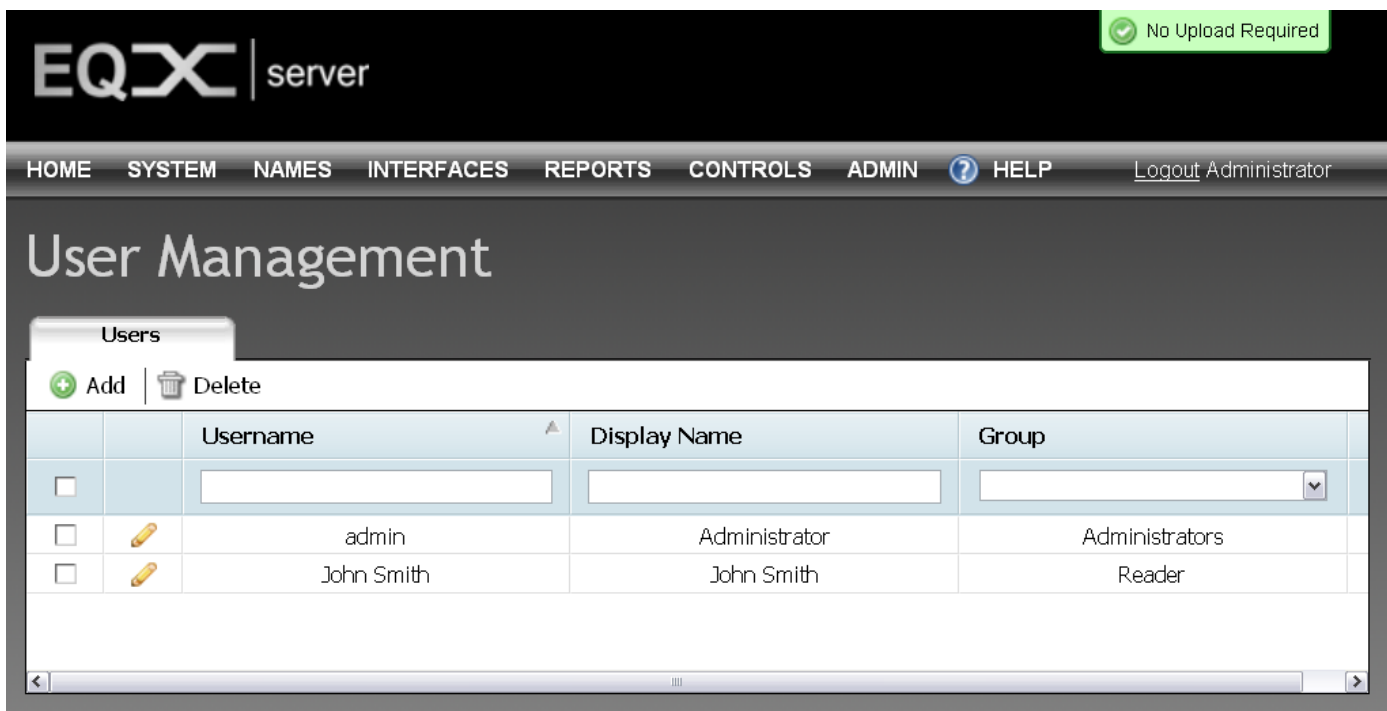 No Upload Required
EQX server
HOME SYSTEM NAMES INTERFACES REPORTS CONTROLS ADMIN ? HELP Logout Administrator
User Management
Users
Add Delete
Username Display Name Group
admin Administrator Administrators
John Smith John Smith Reader